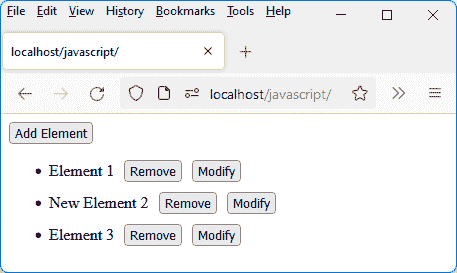 File Edit View History Bookmarks Tools Help
localhost/javascript/
localhost/javascript/
Add Element
Element 1 Remove Modify
New Element 2 Remove Modify
Element 3 Remove Modify